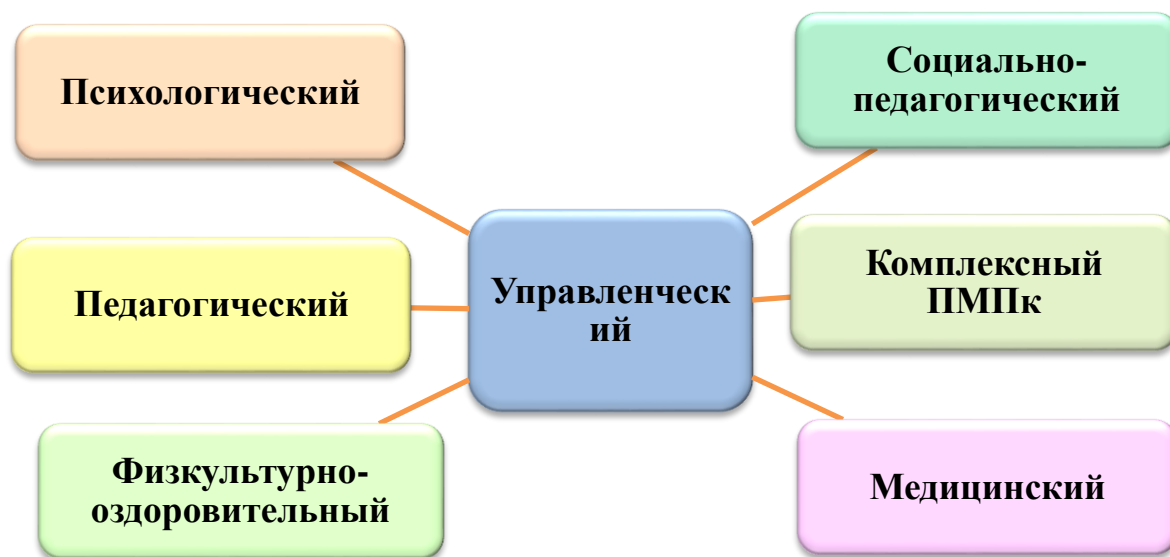 Психологический
Социально-
педагогический
Управленческ
ий
Педагогический
Комплексный
ПМПк
Физкультурно-
оздоровительный
Медицинский